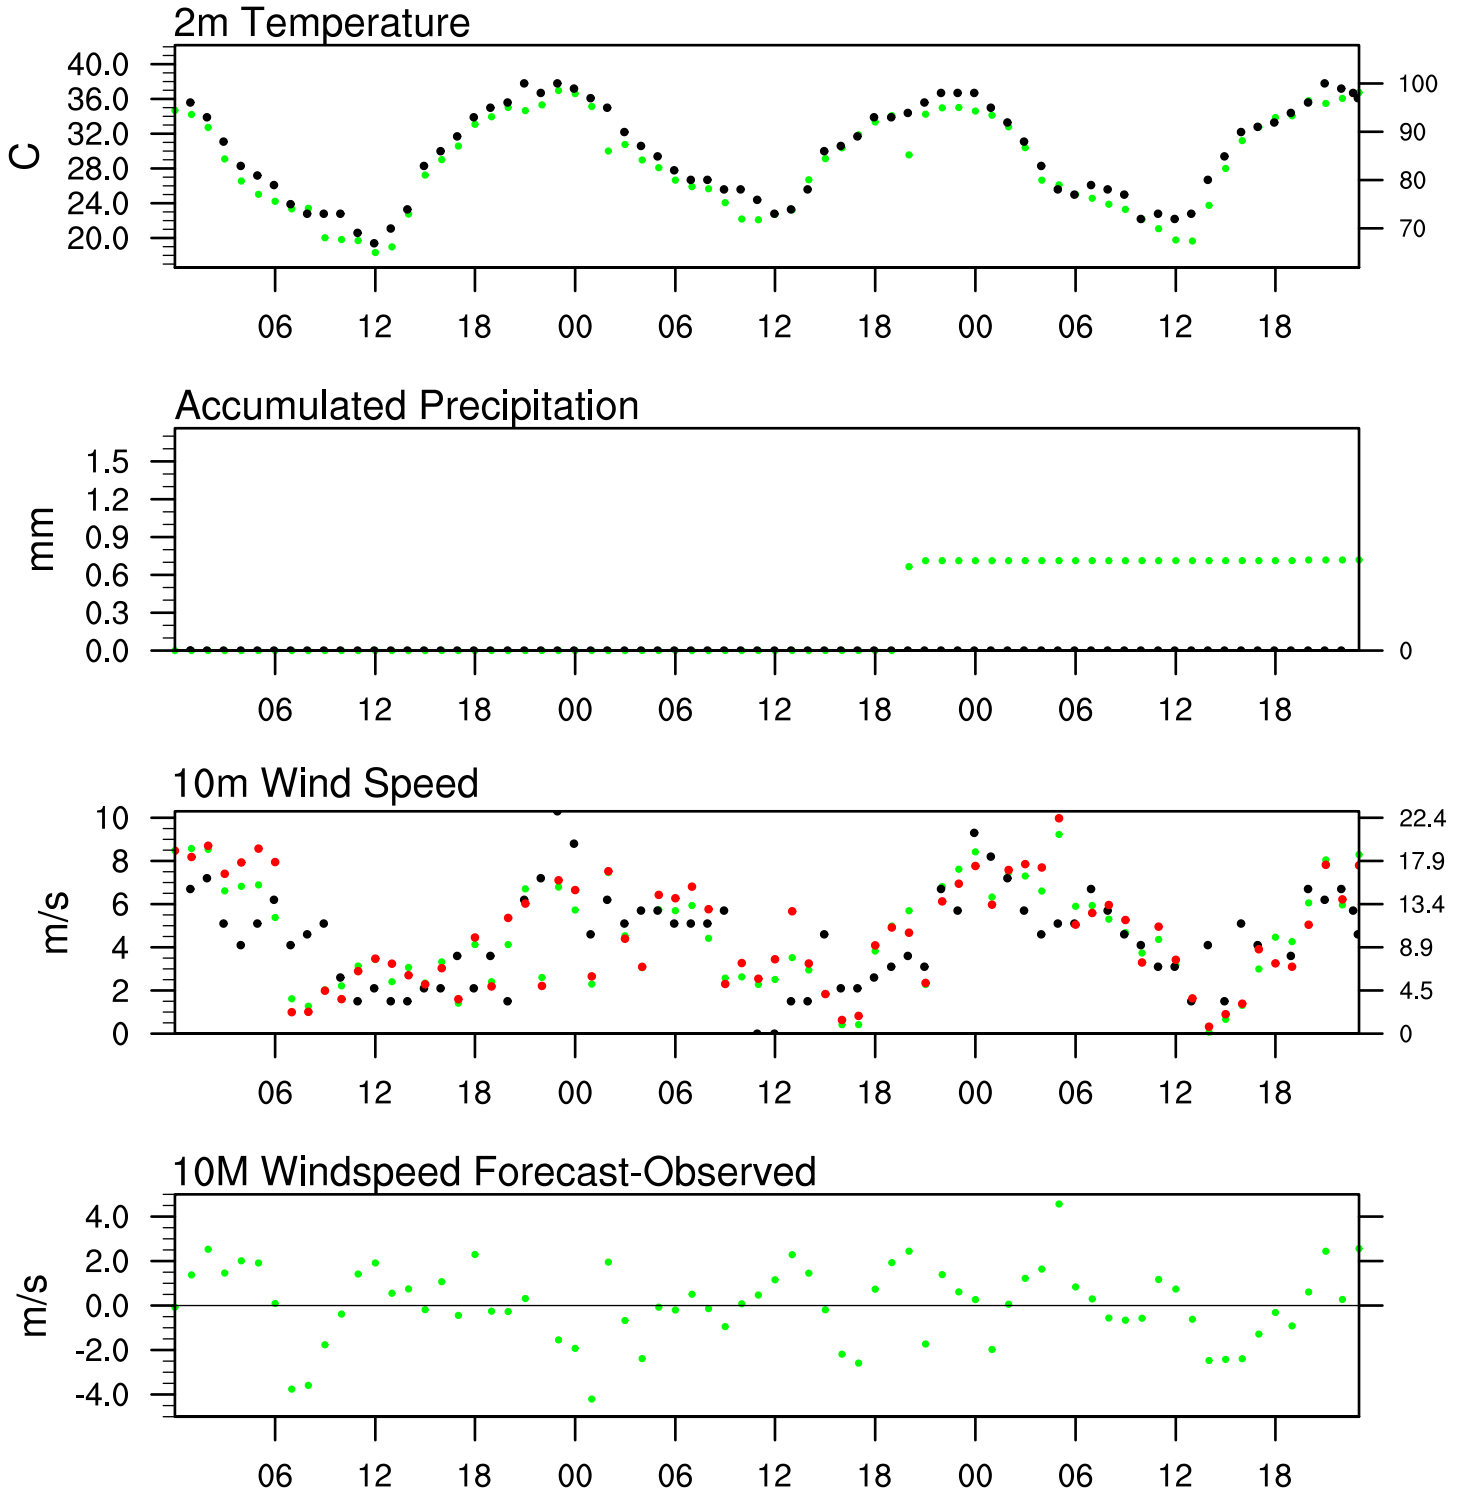 2m Temperature
40.0
36.0
32.0
28.0
24.0
20.0
C
100
90
80
70
06 12 18 00 06 12 18 00 06 12 18
Accumulated Precipitation
1.5
1.2
0.9
0.6
0.3
0.0
mm
0
06 12 18 00 06 12 18 00 06 12 18
10m Wind Speed
10
8
6
4
2
0
m/s
22.4
17.9
13.4
8.9
4.5
0
06 12 18 00 06 12 18 00 06 12 18
10M Windspeed Forecast-Observed
4.0
2.0
0.0
-2.0
-4.0
m/s
06 12 18 00 06 12 18 00 06 12 18